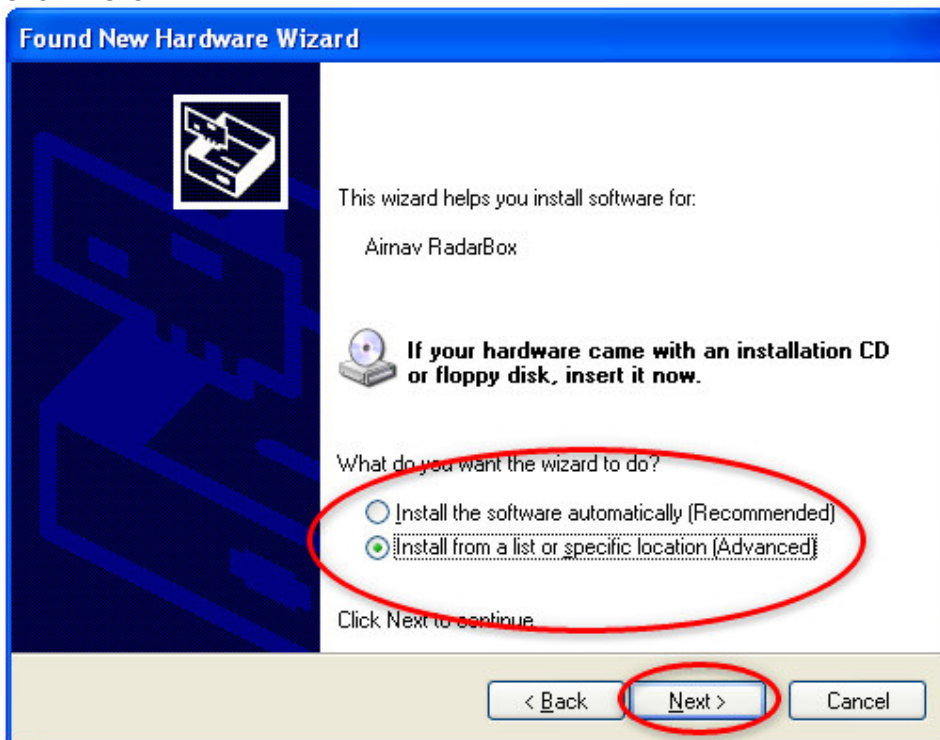 Found New Hardware Wizard
This wizard helps you install software for:
Airnav RadarBox
If your hardware came with an installation CD
or floppy disk, insert it now.
What do you want the wizard to do?
Install the software automatically (Recommended)
Install from a list or specific location (Advanced)
Click Next to continue.
< Back
Next >
Cancel